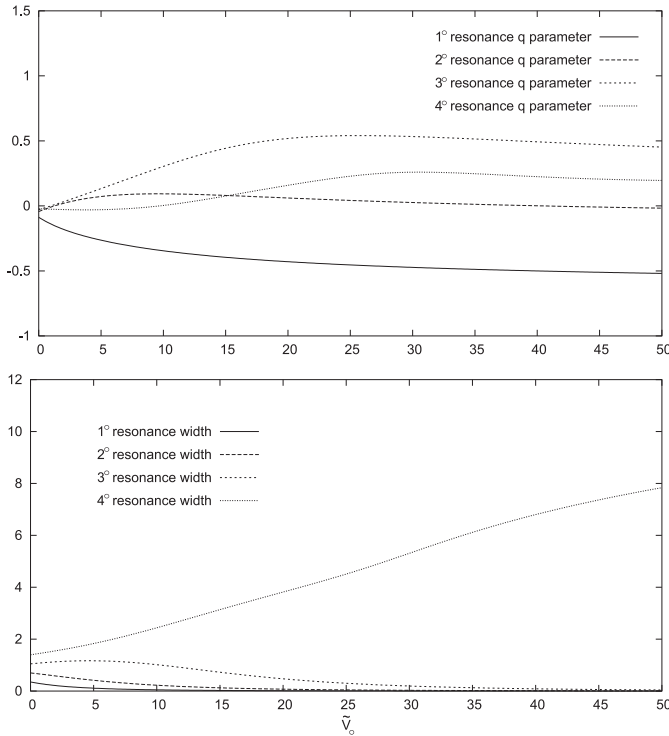 1.5
1° resonance q parameter
2° resonance q parameter
1
3° resonance q parameter
4° resonance q parameter
0.5
0
-0.5
-1
0 5 10 15 20 25 30 35 40 45 50
12
10
1° resonance width
2° resonance width
3° resonance width
8
4° resonance width
6
4
2
0
0 5 10 15 20 25 30 35 40 45 50
Ṽ₀